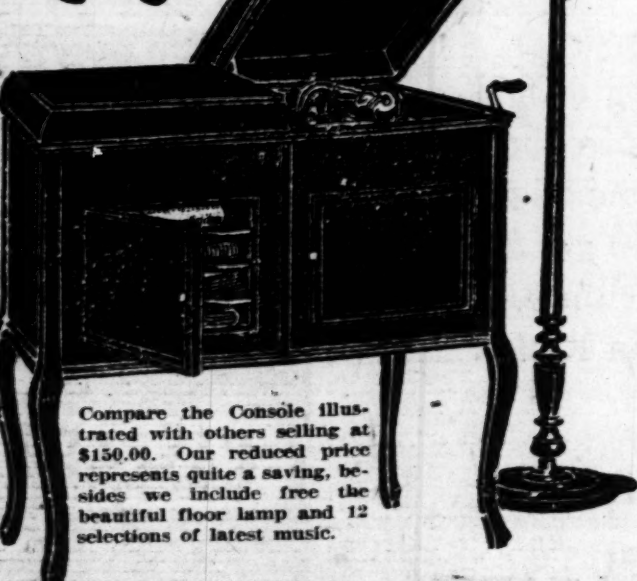 Compare the Console illus-
trated with others selling at
$150.00. Our reduced price
represents quite a saving, be-
sides we include free the
beautiful floor lamp and 12
selections of latest music.